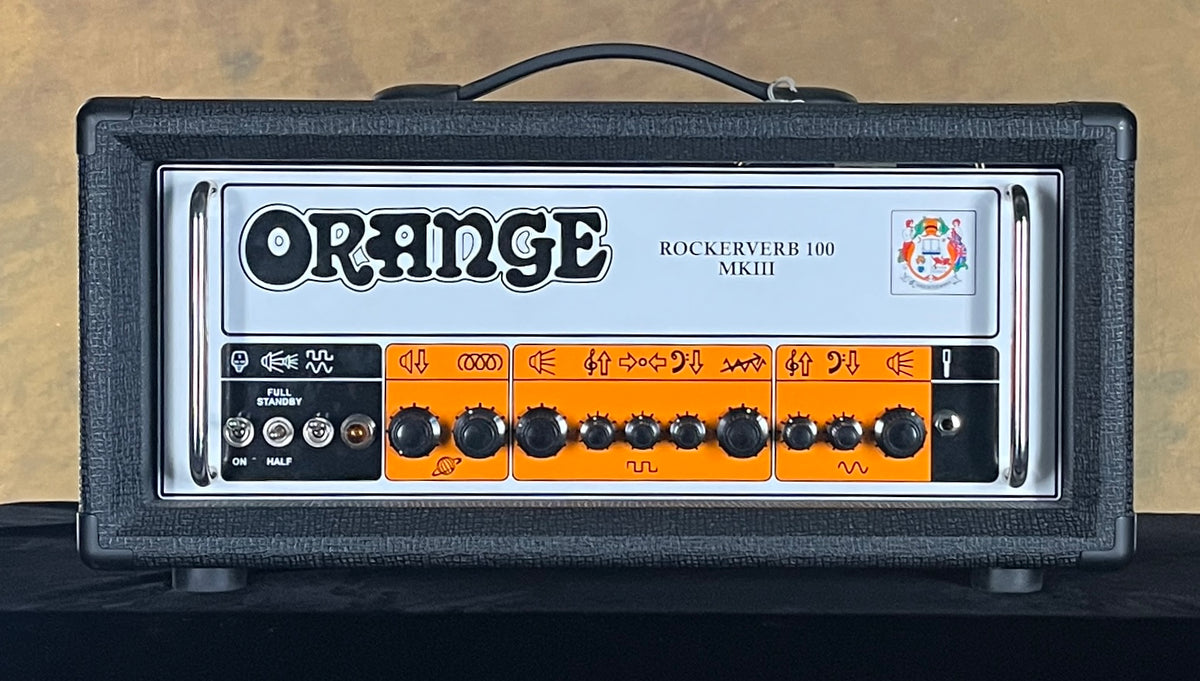 ORANGE
ROCKERVERB 100
MKIII
FULL
STANDBY
ON HALF